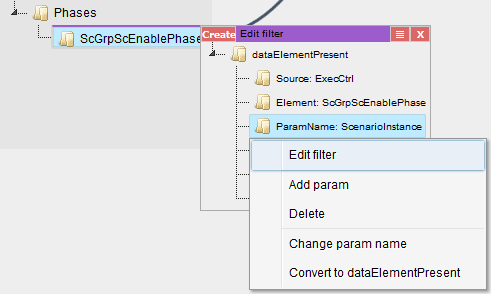 Phases
ScGrpScEnablePhase
Create
Edit filter
X
dataElementPresent
Source: ExecCtrl
Element: ScGrpScEnablePhase
ParamName: ScenarioInstance
Edit filter
Add param
Delete
Change param name
Convert to dataElementPresent